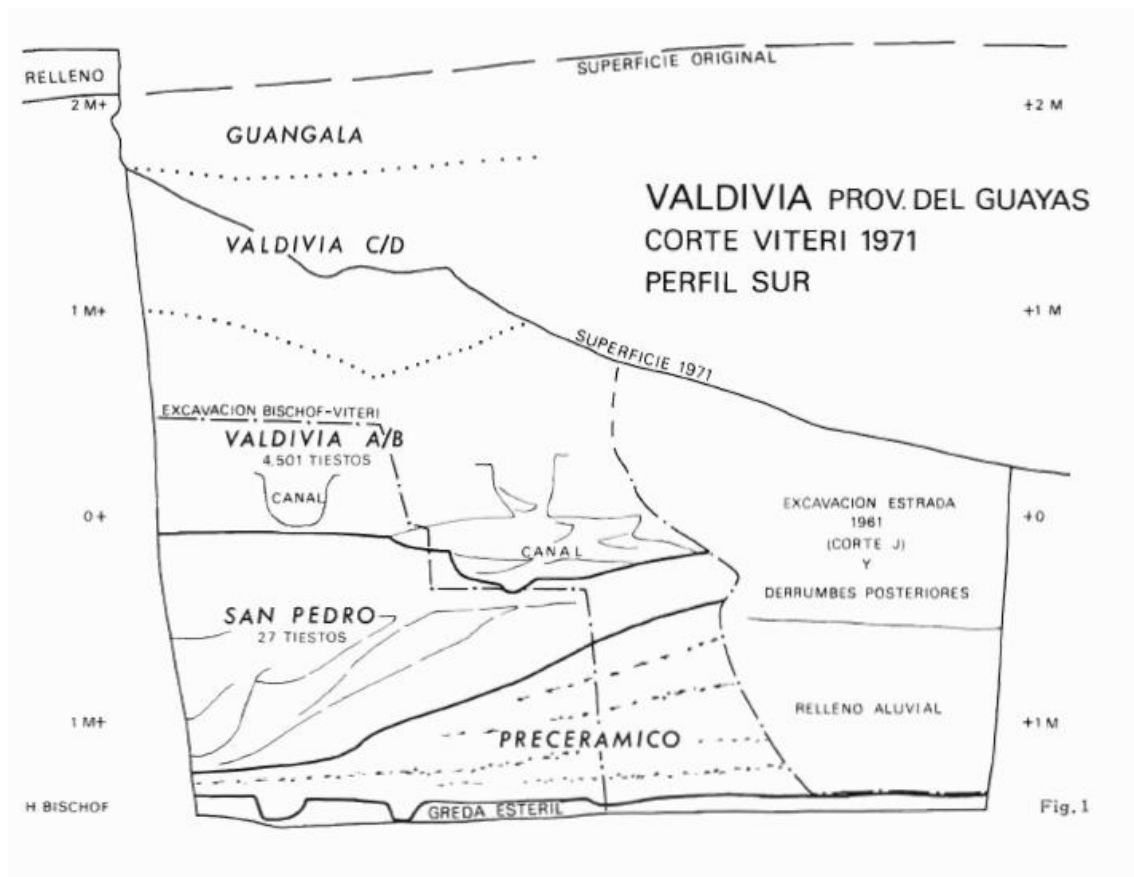 RELLENO
SUPERFICIE ORIGINAL
2 M+
+2 M
GUANGALA
VALDIVIA PROV. DEL GUAYAS
CORTE VITERI 1971
PERFIL SUR
VALDIVIA C/D
1 M+
+1 M
SUPERFICIE 1971
EXCAVACION BISCHOF-VITERI
VALDIVIA A/B
4,501 TIESTOS
CANAL
0+
+0
EXCAVACION ESTRADA
1961
(CORTE J)
Y
DERRUMBES POSTERIORES
CANAL
SAN PEDRO
27 TIESTOS
1 M+
+1 M
RELLENO ALUVIAL
PRECERAMICO
H BISCHOF
GREDA ESTERIL
Fig. 1